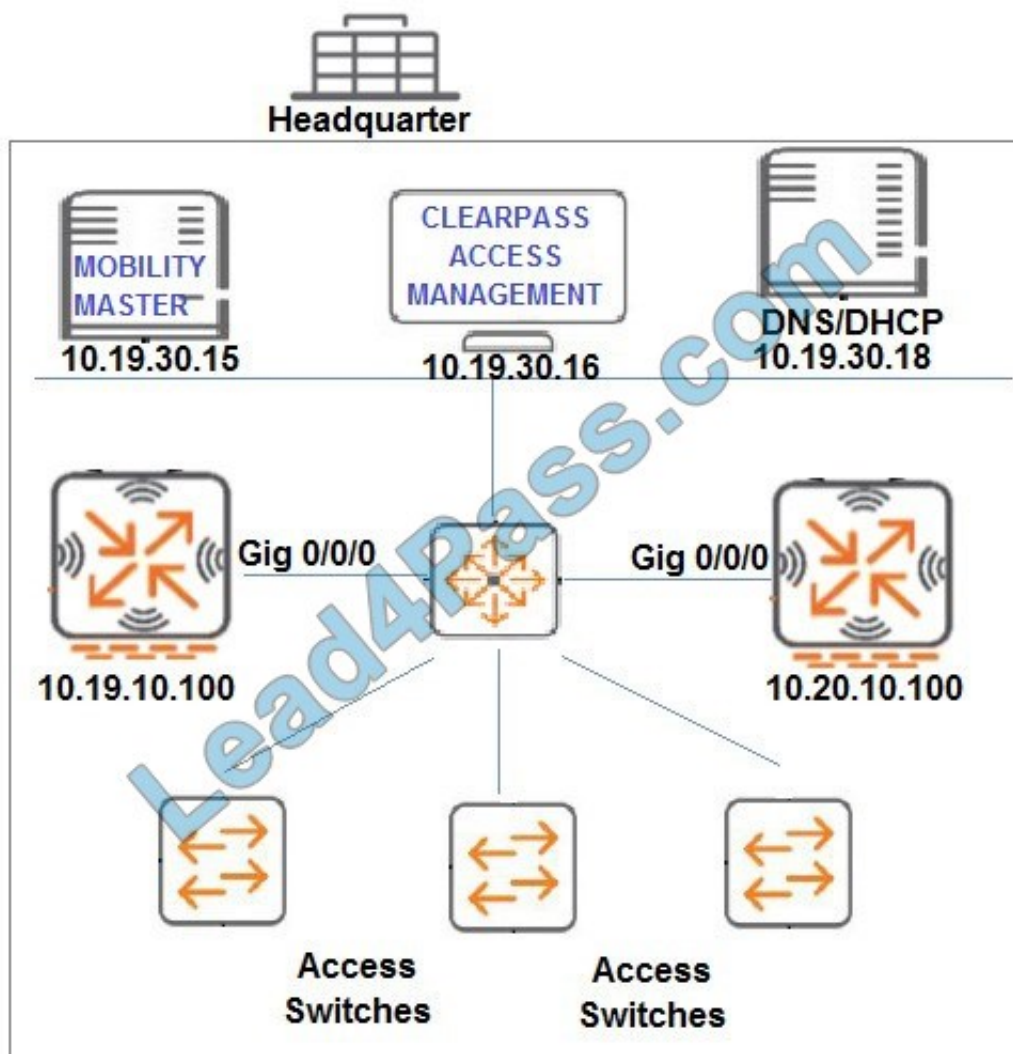 Headquarter
MOBILITY
MASTER
10.19.30.15
CLEARPASS
ACCESS
MANAGEMENT
10.19.30.16
DNS/DHCP
10.19.30.18
Gig 0/0/0
Gig 0/0/0
10.19.10.100
10.20.10.100
Lead4Pass.com
Access
Switches
Access
Switches